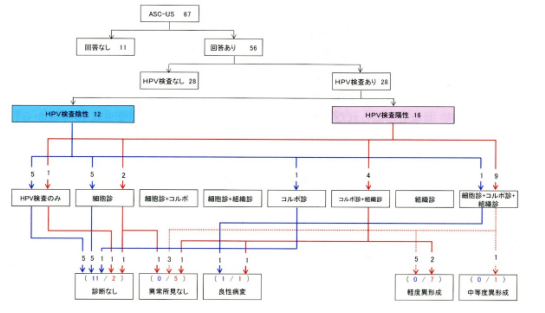 ASC-US 67
回答なし 11
回答あり 56
HPV検査なし 28
HPV検査あり 28
HPV検査陰性 12
HPV検査陽性 16
5 1 5 2 1 4 1 9
HPV検査のみ
細胞診
細胞診+コルポ
細胞診+組織診
コルポ診
コルポ診+組織診
組織診
細胞診+コルポ診+
組織診
5 5 1 1 1 1 3 1 1 1 5 2 1
( 11 / 2 )
診断なし
( 0 / 5 )
異常所見なし
( 1 / 1 )
良性病変
( 0 / 7 )
軽度異形成
( 0 / 1 )
中等度異形成